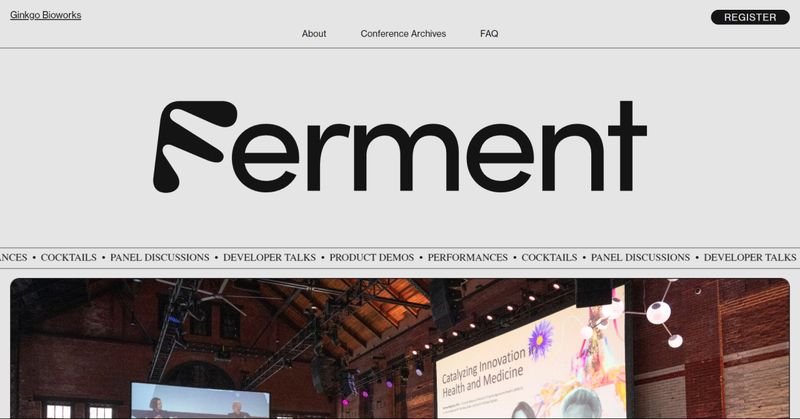 Ginkgo Bioworks
REGISTER
About Conference Archives FAQ
Ferment
ANCES • COCKTAILS • PANEL DISCUSSIONS • DEVELOPER TALKS • PRODUCT DEMOS • PERFORMANCES • COCKTAILS • PANEL DISCUSSIONS • DEVELOPER TALKS
Catalyzing Innovation in
Health and Medicine